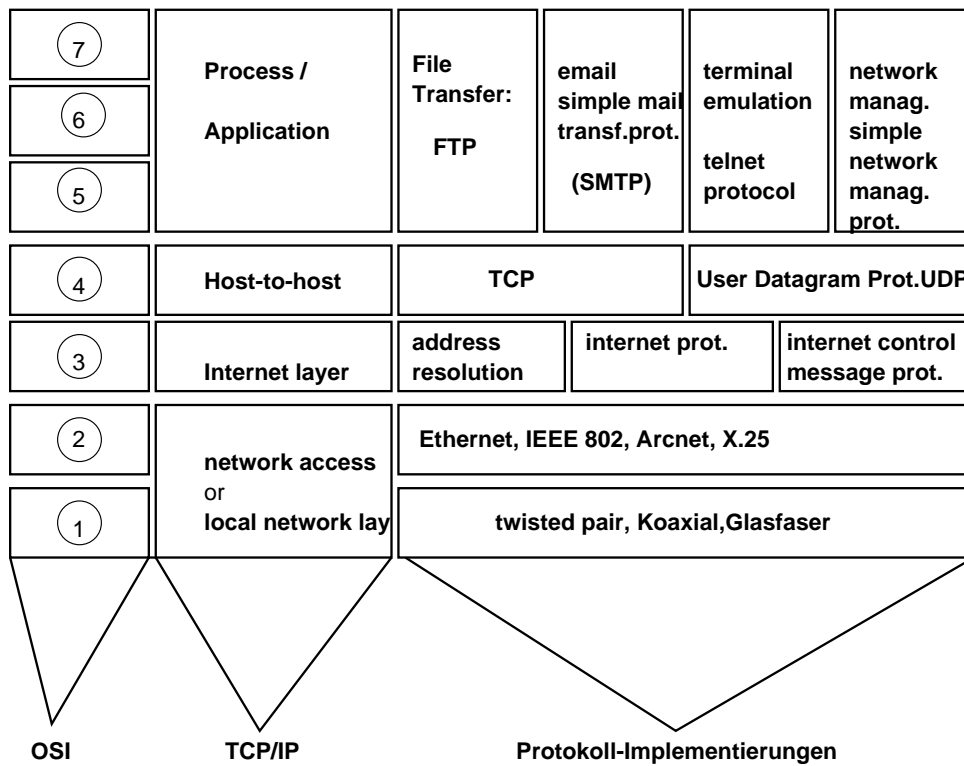 7
6
5
4
3
2
1
Process /
Application
Host-to-host
Internet layer
network access
or
local network lay
File
Transfer:
FTP
email
simple mail
transf.prot.
(SMTP)
terminal
emulation
telnet
protocol
network
manag.
simple
network
manag.
prot.
TCP
User Datagram Prot.UDP
address
resolution
internet prot.
internet control
message prot.
Ethernet, IEEE 802, Arcnet, X.25
twisted pair, Koaxial,Glasfaser
OSI
TCP/IP
Protokoll-Implementierungen